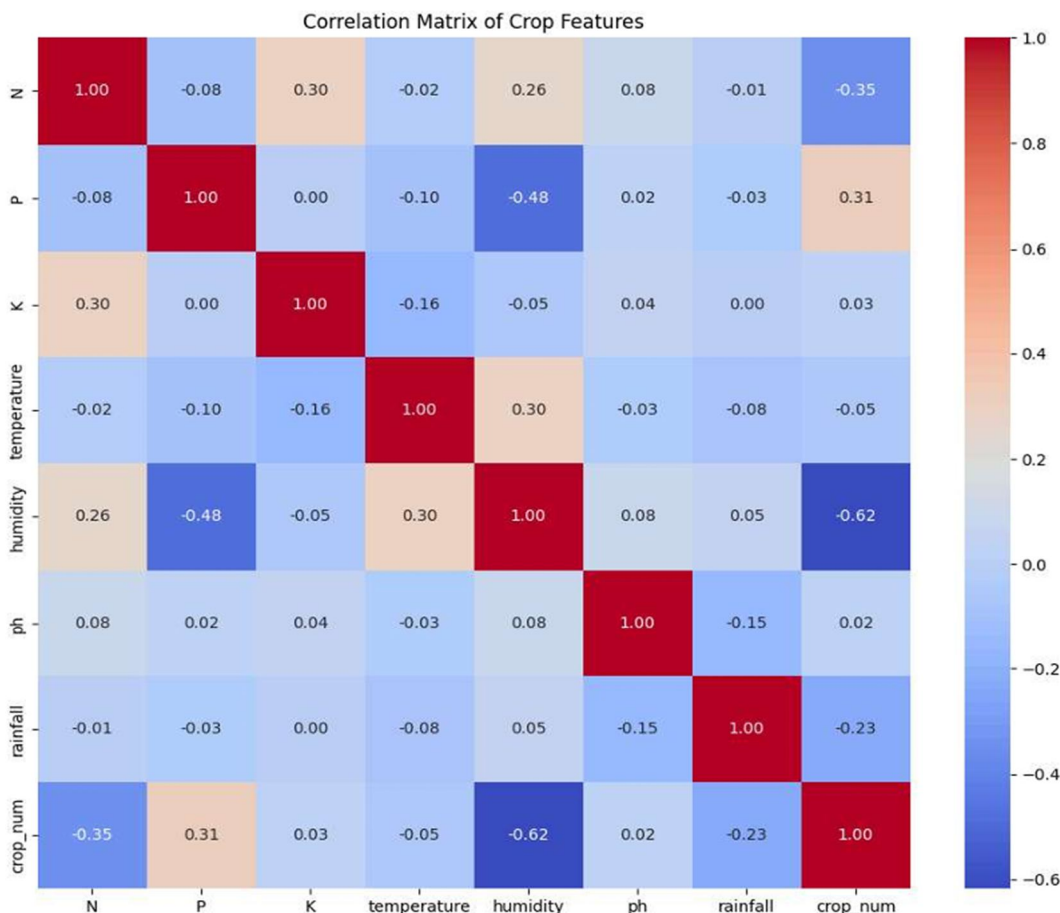 Correlation Matrix of Crop Features
N 1.00 -0.08 0.30 -0.02 0.26 0.08 -0.01 -0.35
P -0.08 1.00 0.00 -0.10 -0.48 0.02 -0.03 0.31
K 0.30 0.00 1.00 -0.16 -0.05 0.04 0.00 0.03
temperature -0.02 -0.10 -0.16 1.00 0.30 -0.03 -0.08 -0.05
humidity 0.26 -0.48 -0.05 0.30 1.00 0.08 0.05 -0.62
ph 0.08 0.02 0.04 -0.03 0.08 1.00 -0.15 0.02
rainfall -0.01 -0.03 0.00 -0.08 0.05 -0.15 1.00 -0.23
crop_num -0.35 0.31 0.03 -0.05 -0.62 0.02 -0.23 1.00
N P K temperature humidity ph rainfall crop_num
1.0
0.8
0.6
0.4
0.2
0.0
−0.2
−0.4
−0.6